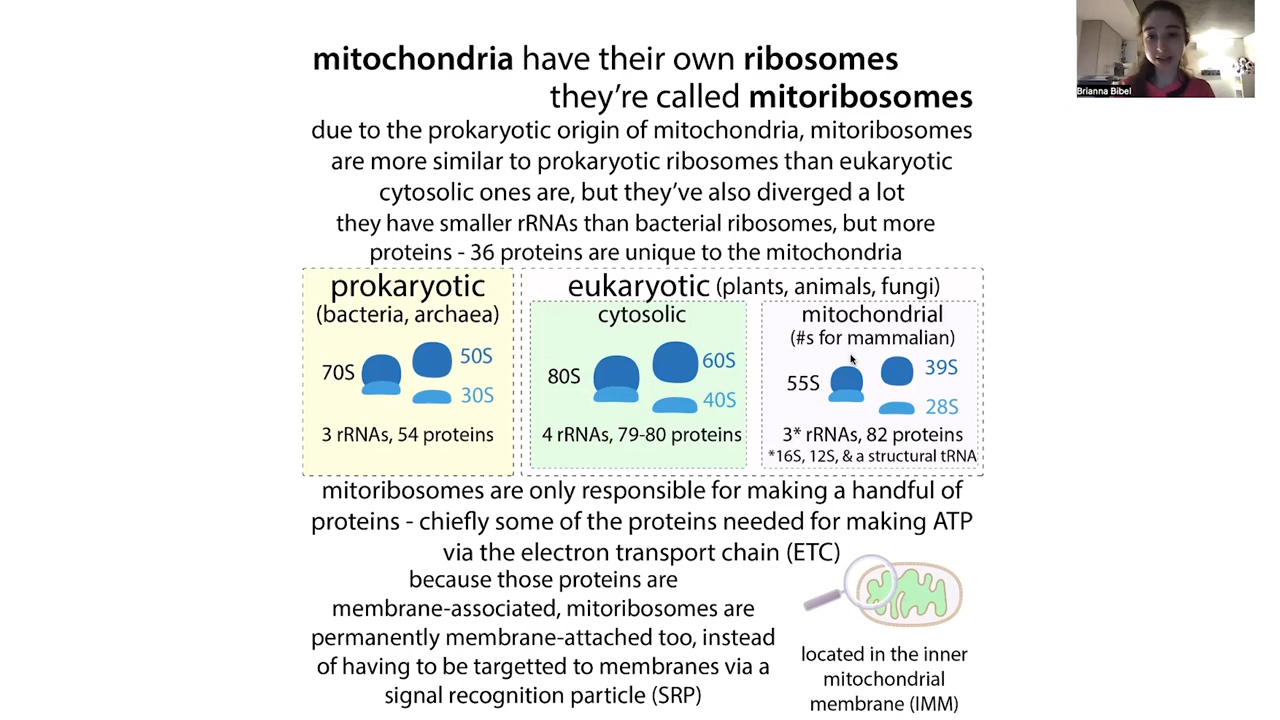 mitochondria have their own ribosomes
they're called mitoribosomes
due to the prokaryotic origin of mitochondria, mitoribosomes
are more similar to prokaryotic ribosomes than eukaryotic
cytosolic ones are, but they've also diverged a lot
they have smaller rRNAs than bacterial ribosomes, but more
proteins - 36 proteins are unique to the mitochondria
prokaryotic
(bacteria, archaea)
70S
50S
30S
3 rRNAs, 54 proteins
eukaryotic (plants, animals, fungi)
cytosolic
80S
60S
40S
4 rRNAs, 79-80 proteins
mitochondrial
(#s for mammalian)
55S
39S
28S
3* rRNAs, 82 proteins
*16S, 12S, & a structural tRNA
mitoribosomes are only responsible for making a handful of
proteins - chiefly some of the proteins needed for making ATP
via the electron transport chain (ETC)
because those proteins are
membrane-associated, mitoribosomes are
permanently membrane-attached too, instead
of having to be targetted to membranes via a
signal recognition particle (SRP)
located in the inner
mitochondrial
membrane (IMM)
Brianna Bibel